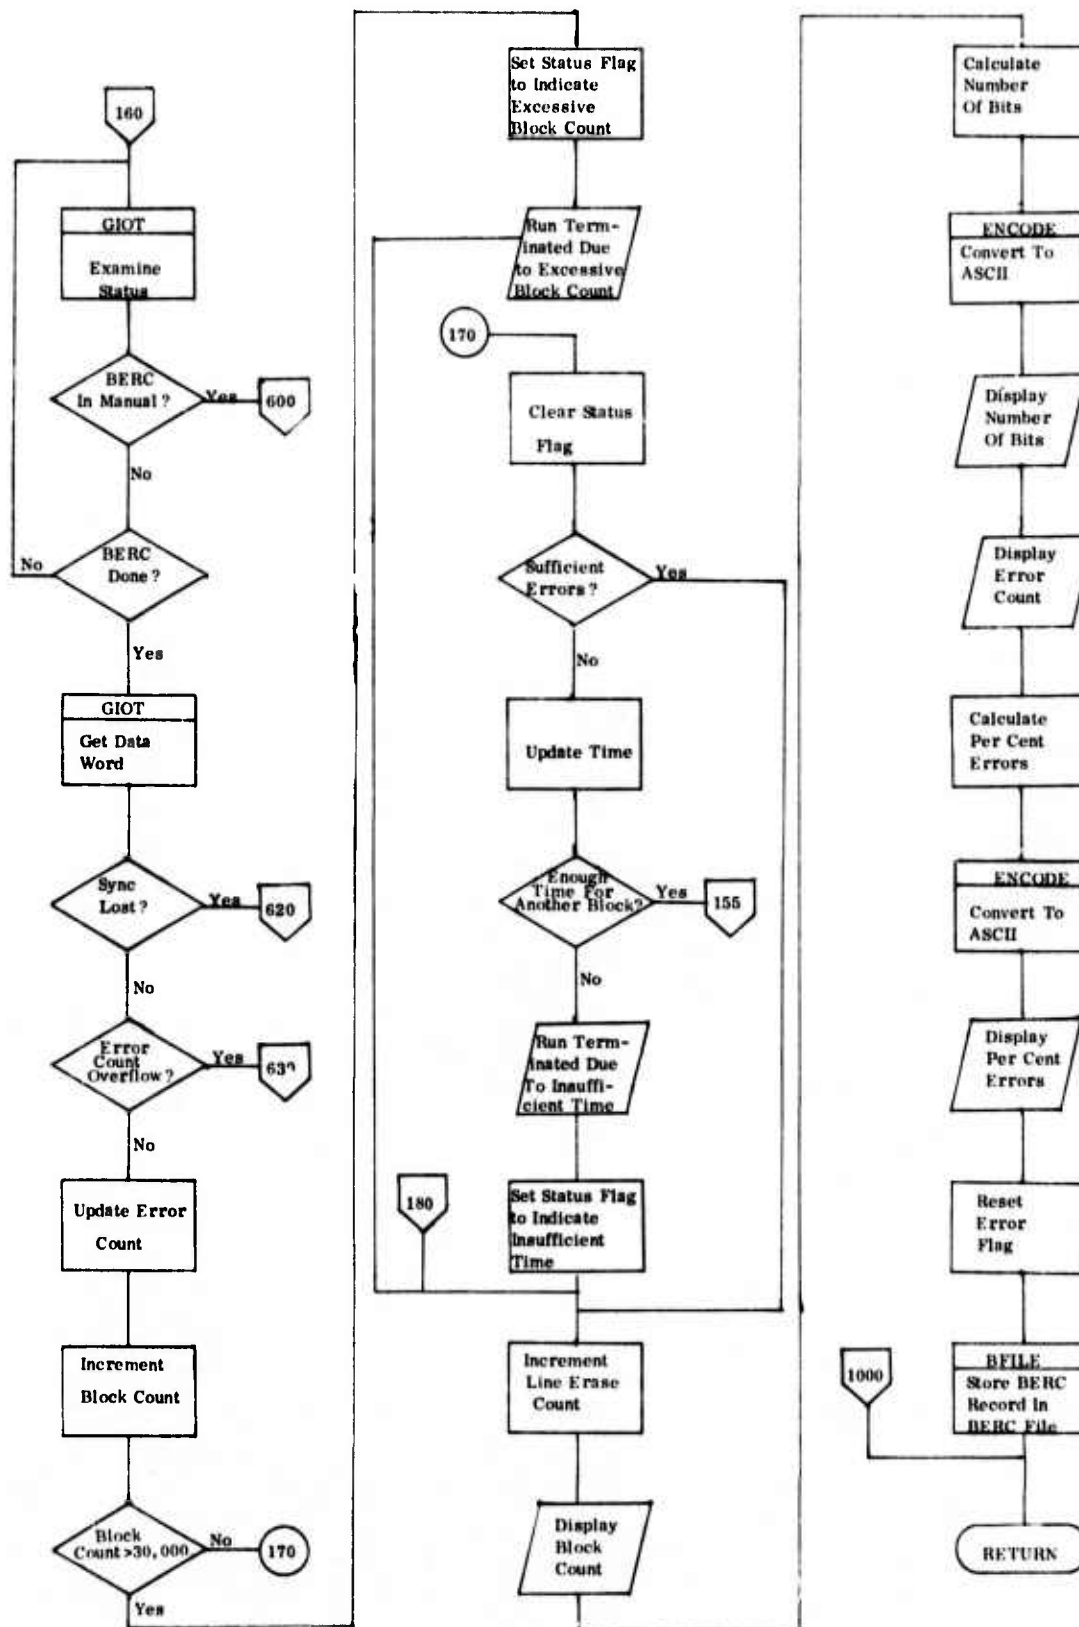 160
GIOT
Examine
Status
BERC
In Manual?
Yes
600
No
BERC
Done?
No
Yes
GIOT
Get Data
Word
Sync
Lost?
Yes
620
No
Error
Count
Overflow?
Yes
No
Update Error
Count
Increment
Block Count
Block
Count >30,000
No
170
Yes
Set Status Flag
to Indicate
Excessive
Block Count
Run Term-
inated Due
to Excessive
Block Count
170
Clear Status
Flag
Sufficient
Errors?
Yes
No
Update Time
Enough
Time For
Another Block?
Yes
155
No
Run Term-
inated Due
To Insuffi-
cient Time
180
Set Status Flag
to Indicate
Insufficient
Time
Increment
Line Erase
Count
Display
Block
Count
Calculate
Number
Of Bits
ENCODE
Convert To
ASCII
Display
Number
Of Bits
Display
Error
Count
Calculate
Per Cent
Errors
ENCODE
Convert To
ASCII
Display
Per Cent
Errors
Reset
Error
Flag
1000
BFILE
Store BERC
Record In
BERC File
RETURN